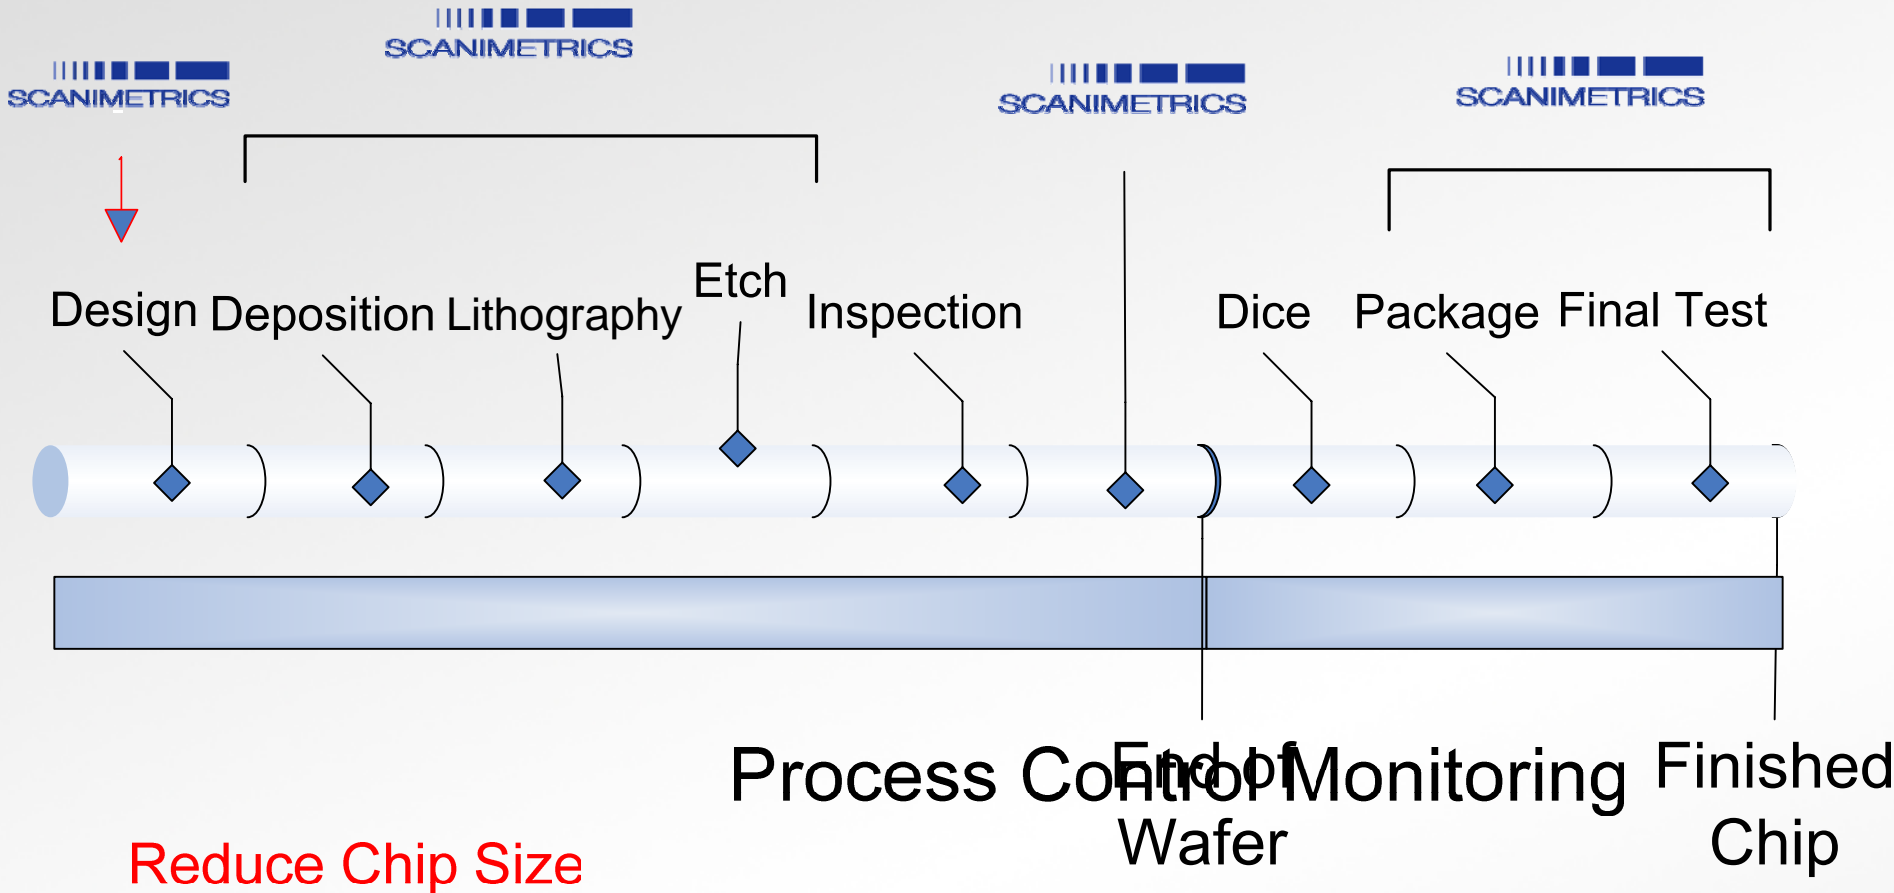 SCANIMETRICS
SCANIMETRICS
SCANIMETRICS
SCANIMETRICS
Design
Deposition
Lithography
Etch
Inspection
Dice
Package
Final Test
Process Control Monitoring
End of
Wafer
Finished
Chip
Reduce Chip Size